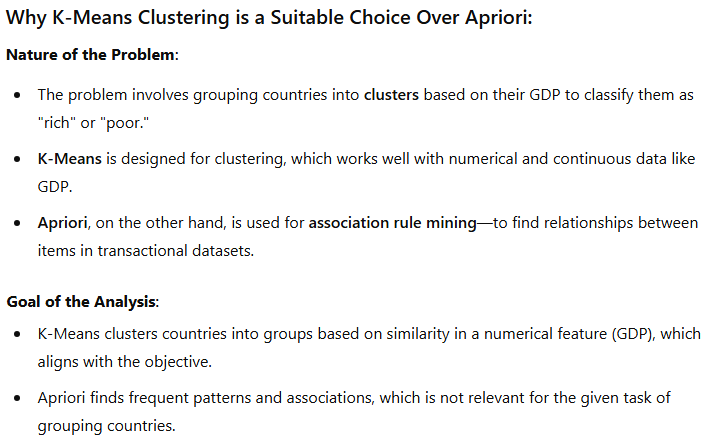 Why K-Means Clustering is a Suitable Choice Over Apriori:
Nature of the Problem:
• The problem involves grouping countries into clusters based on their GDP to classify them as
"rich" or "poor."
• K-Means is designed for clustering, which works well with numerical and continuous data like
GDP.
• Apriori, on the other hand, is used for association rule mining—to find relationships between
items in transactional datasets.
Goal of the Analysis:
• K-Means clusters countries into groups based on similarity in a numerical feature (GDP), which
aligns with the objective.
• Apriori finds frequent patterns and associations, which is not relevant for the given task of
grouping countries.